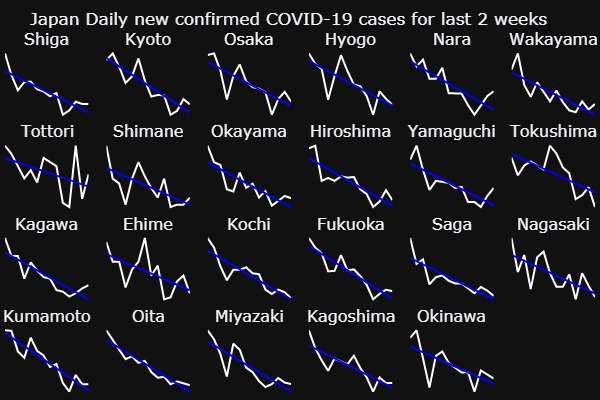 Japan Daily new confirmed COVID-19 cases for last 2 weeks
Shiga Kyoto Osaka Hyogo Nara Wakayama
Tottori Shimane Okayama Hiroshima Yamaguchi Tokushima
Kagawa Ehime Kochi Fukuoka Saga Nagasaki
Kumamoto Oita Miyazaki Kagoshima Okinawa